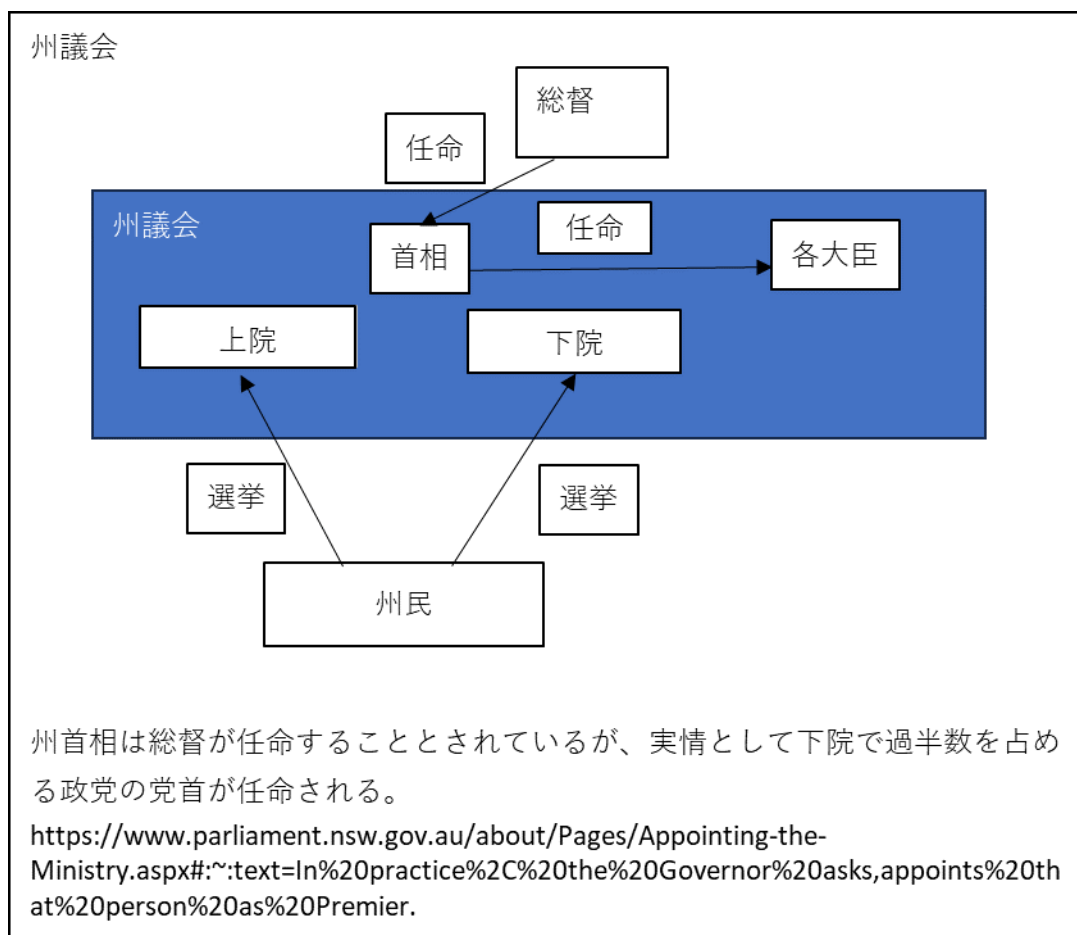 州議会
総督
任命
州議会
任命
首相
各大臣
上院
下院
選挙
選挙
州民
州首相は総督が任命することとされているが、実情として下院で過半数を占め
る政党の党首が任命される。
https://www.parliament.nsw.gov.au/about/Pages/Appointing-the-
Ministry.aspx#:~:text=In%20practice%2C%20the%20Governor%20asks,appoints%20th
at%20person%20as%20Premier.